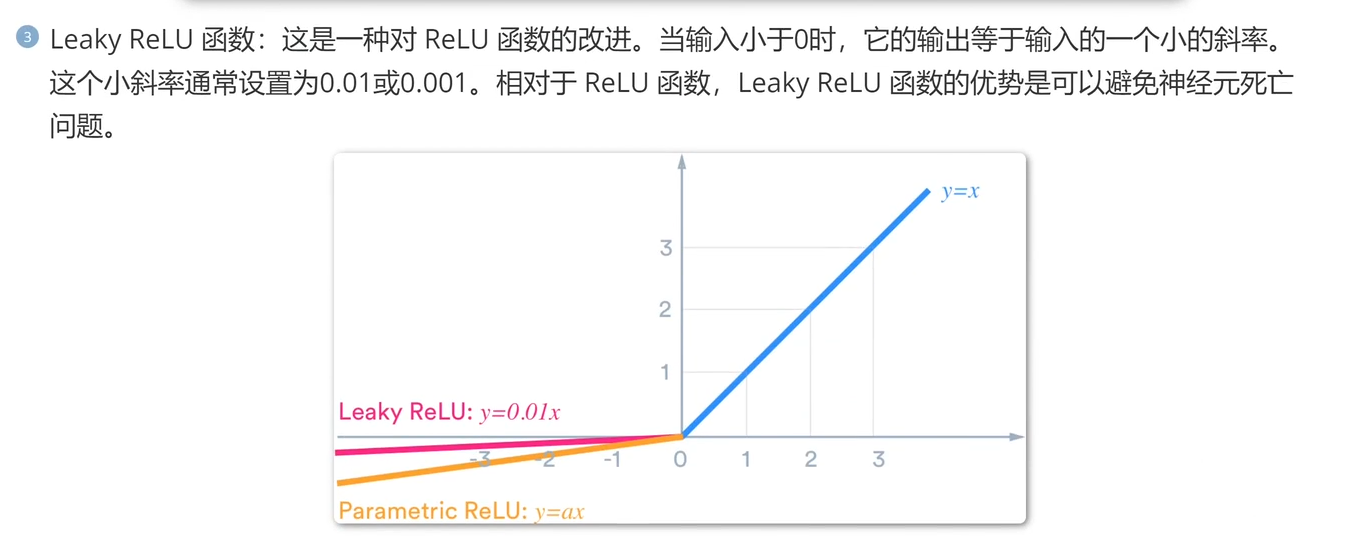 3 Leaky ReLU 函数：这是一种对 ReLU 函数的改进。当输入小于0时，它的输出等于输入的一个小的斜率。
这个小斜率通常设置为0.01或0.001。相对于 ReLU 函数，Leaky ReLU 函数的优势是可以避免神经元死亡
问题。
y=x
3
2
1
Leaky ReLU: y=0.01x
-3 -2 -1 0 1 2 3
Parametric ReLU: y=ax